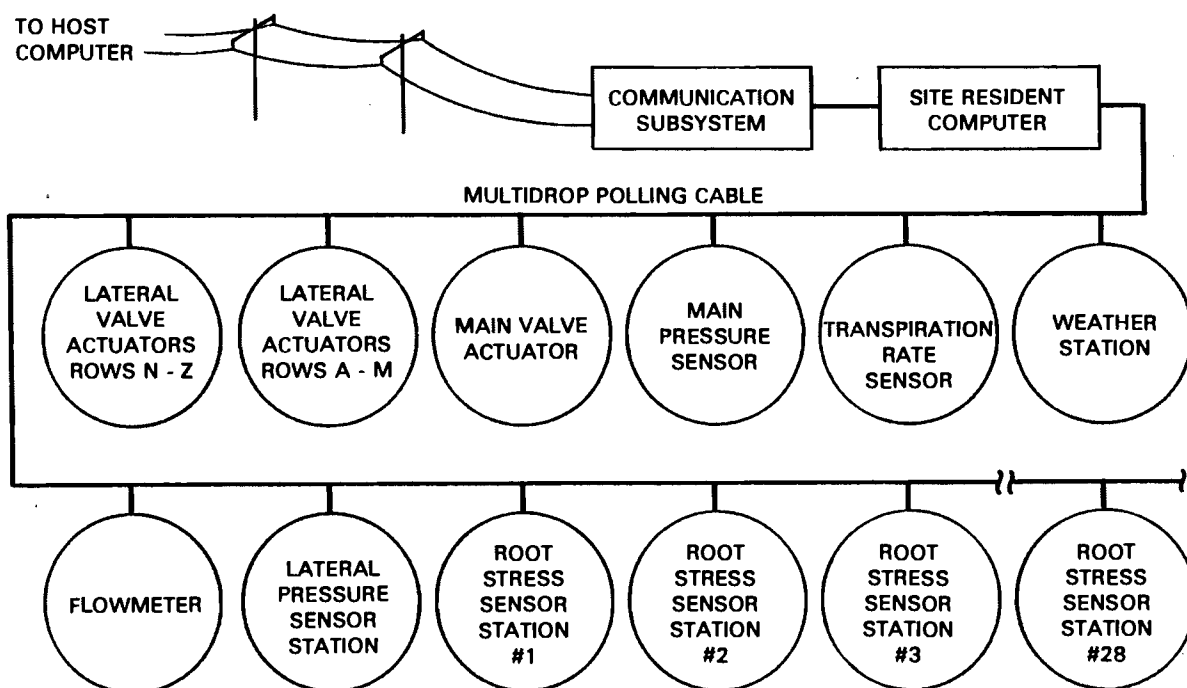 TO HOST
COMPUTER
COMMUNICATION
SUBSYSTEM
SITE RESIDENT
COMPUTER
MULTIDROP POLLING CABLE
LATERAL
VALVE
ACTUATORS
ROWS N - Z
LATERAL
VALVE
ACTUATORS
ROWS A - M
MAIN VALVE
ACTUATOR
MAIN
PRESSURE
SENSOR
TRANSPIRATION
RATE
SENSOR
WEATHER
STATION
FLOWMETER
LATERAL
PRESSURE
SENSOR
STATION
ROOT
STRESS
SENSOR
STATION
#1
ROOT
STRESS
SENSOR
STATION
#2
ROOT
STRESS
SENSOR
STATION
#3
ROOT
STRESS
SENSOR
STATION
#28